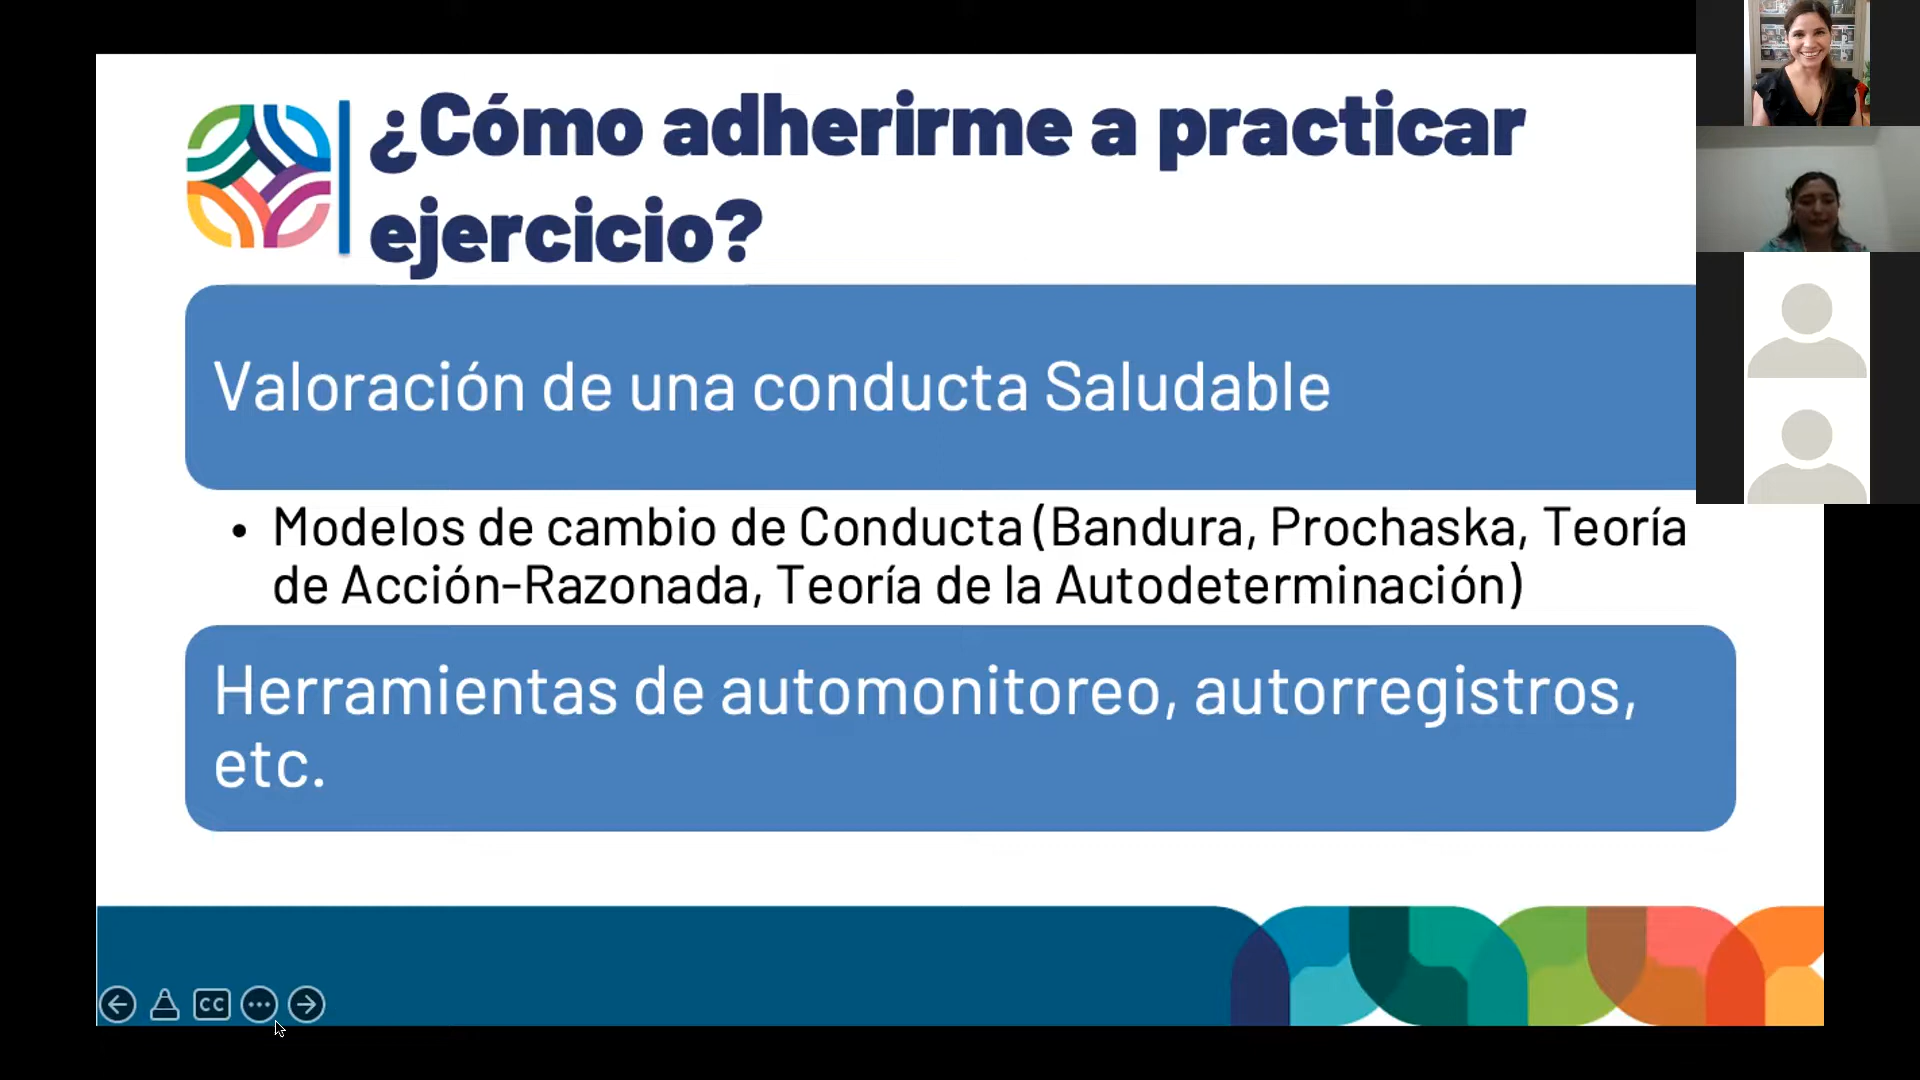 ¿Cómo adherirme a practicar
ejercicio?
Valoración de una conducta Saludable
• Modelos de cambio de Conducta (Bandura, Prochaska, Teoría
de Acción-Razonada, Teoría de la Autodeterminación)
Herramientas de automonitoreo, autorregistros,
etc.
CC